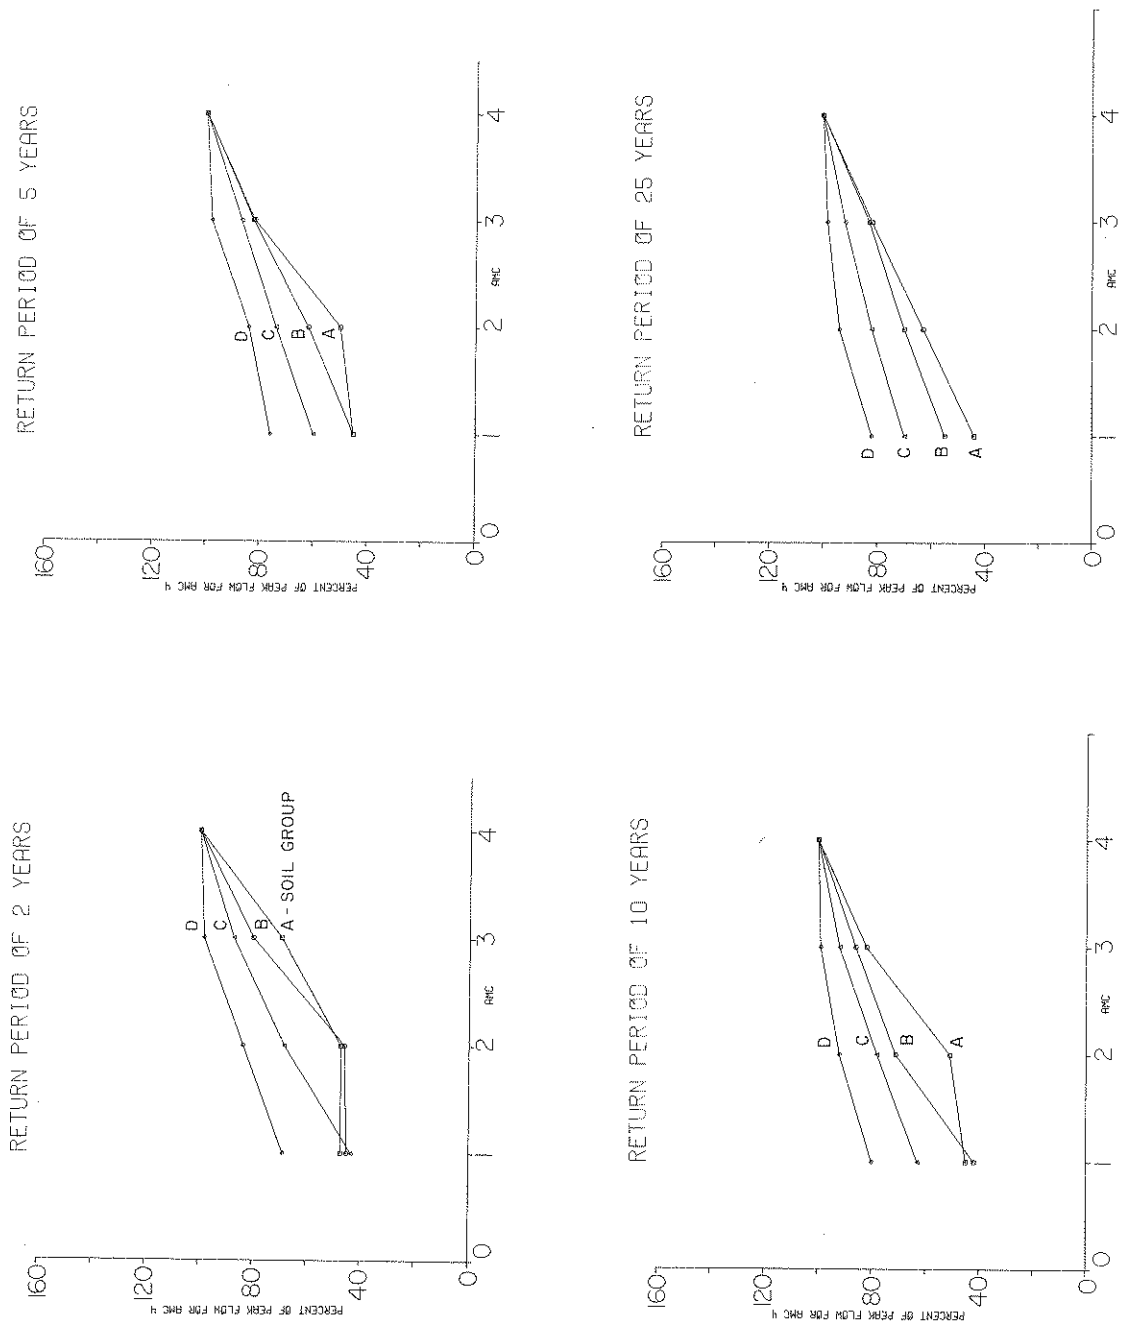 RETURN PERIOD OF 2 YEARS
160
120
80
40
0
1
2
3
4
AMC
PERCENT OF PEAK FLOW FOR AMC 4
D
C
B
A - SOIL GROUP
RETURN PERIOD OF 5 YEARS
160
120
80
40
0
1
2
3
4
AMC
PERCENT OF PEAK FLOW FOR AMC 4
D
C
B
A
RETURN PERIOD OF 10 YEARS
160
120
80
40
0
1
2
3
4
AMC
PERCENT OF PEAK FLOW FOR AMC 4
D
C
B
A
RETURN PERIOD OF 25 YEARS
160
120
80
40
0
1
2
3
4
AMC
PERCENT OF PEAK FLOW FOR AMC 4
D
C
B
A